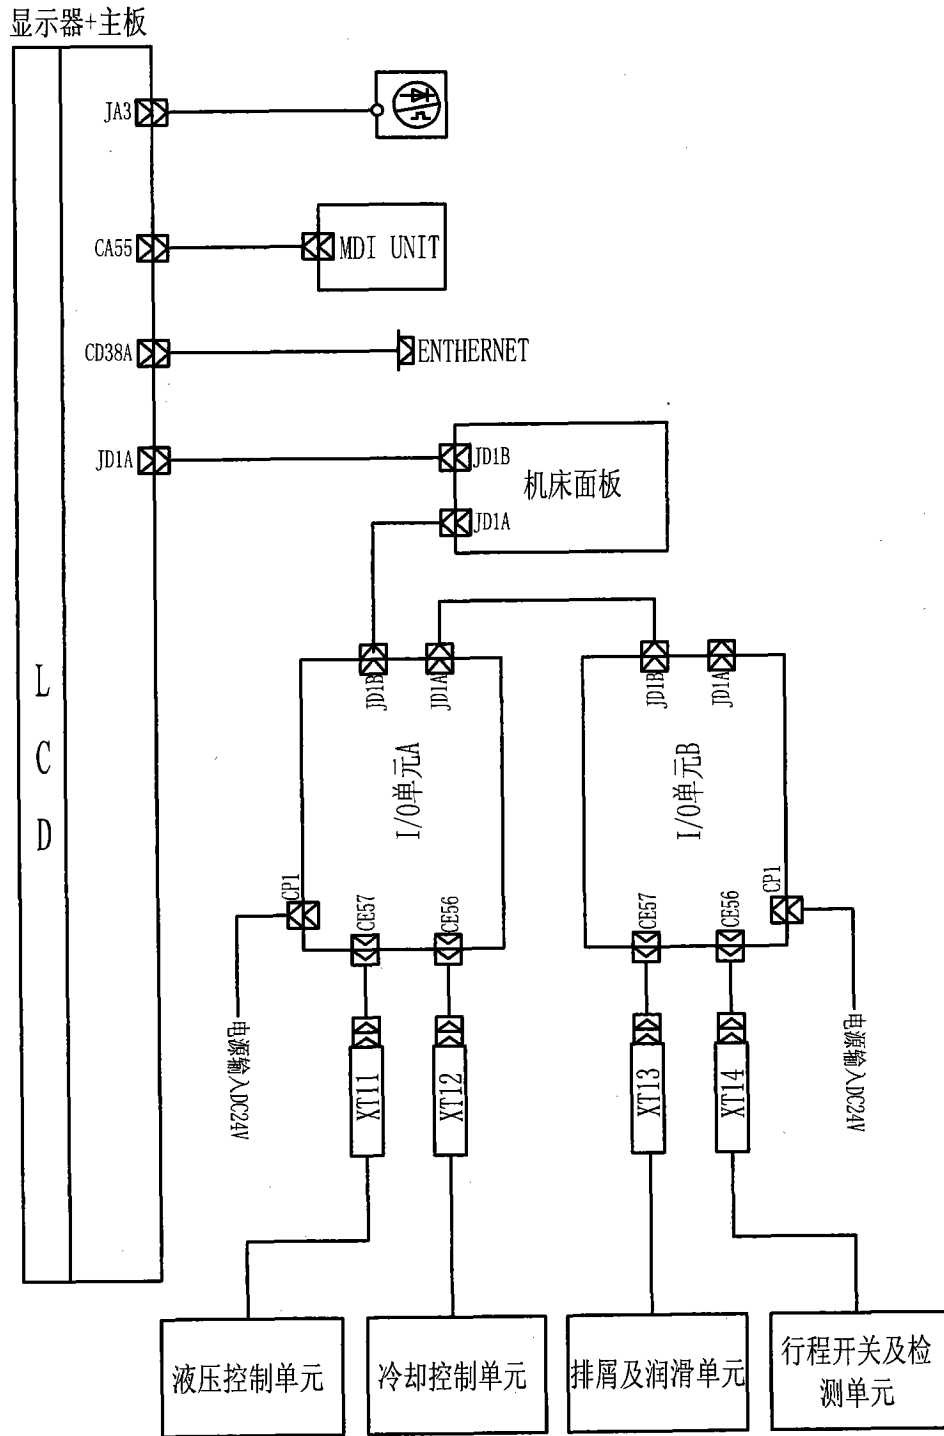 显示器+主板
JA3
CA55
MDI UNIT
CD38A
ENTHERNET
JD1A
JD1B
机床面板
JD1A
L
C
D
JD1B
JD1A
I/O单元A
CP1
CE57
CE56
JD1B
JD1A
I/O单元B
CE57
CE56
CP1
电源输入DC24V
XT11
XT12
XT13
XT14
电源输入DC24V
液压控制单元
冷却控制单元
排屑及润滑单元
行程开关及检
测单元